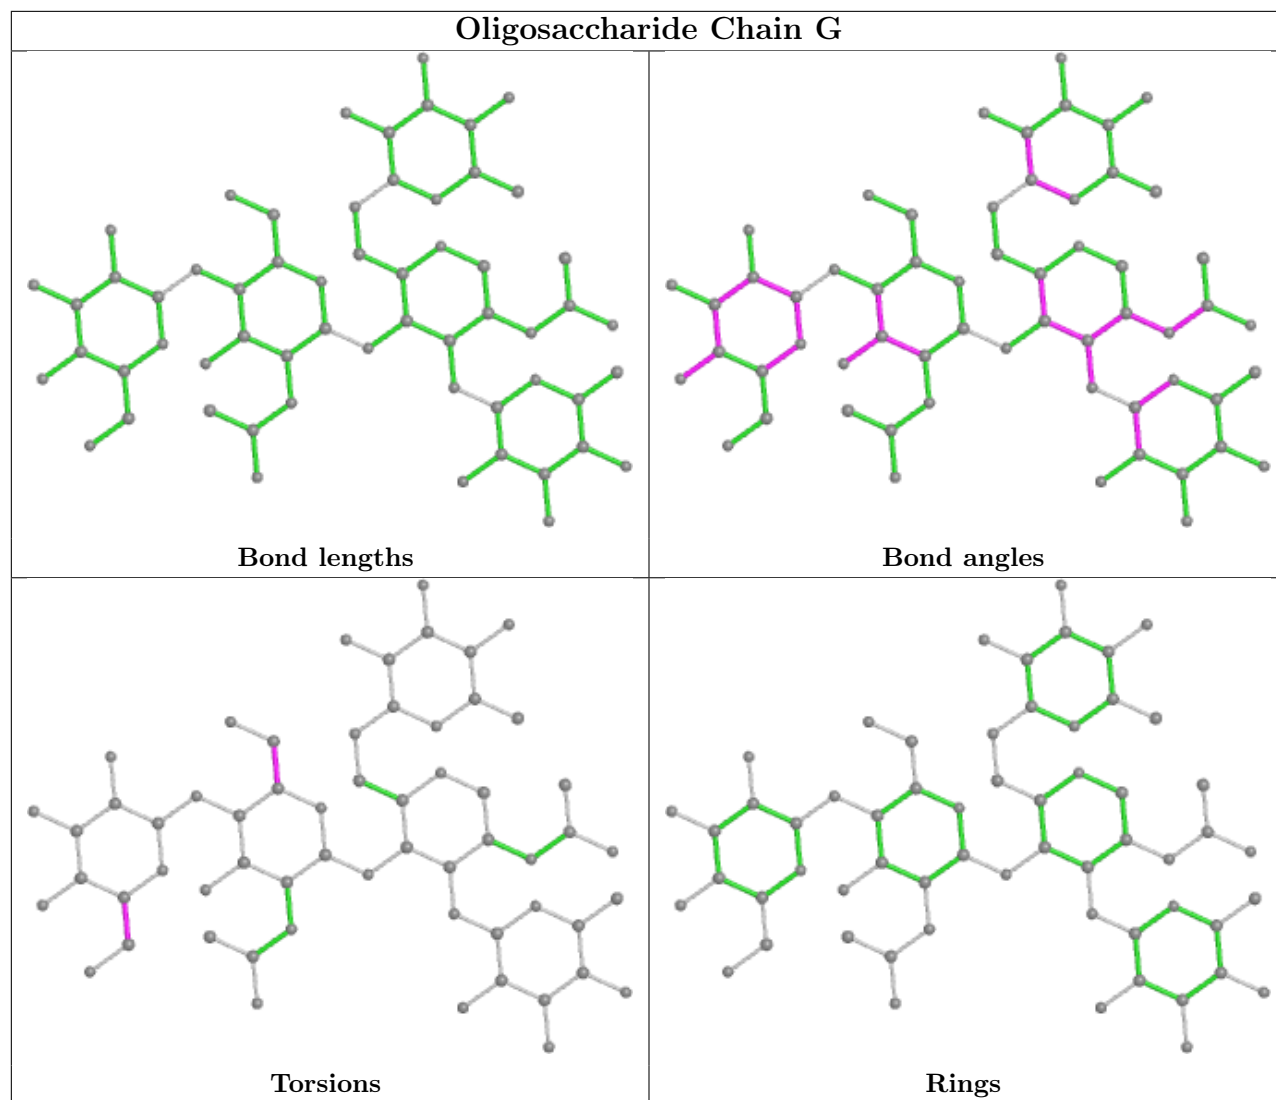 Oligosaccharide Chain G
Bond lengths
Bond angles
Torsions
Rings